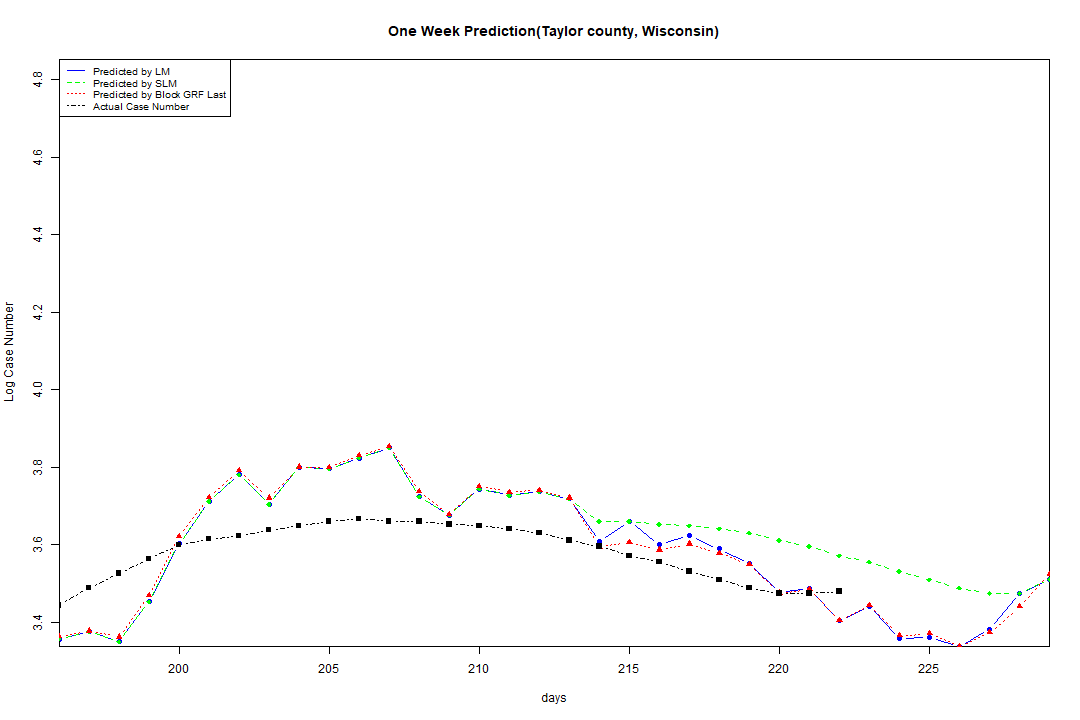 One Week Prediction(Taylor county, Wisconsin)
Predicted by LM
Predicted by SLM
Predicted by Block GRF Last
Actual Case Number
4.8
4.6
4.4
4.2
4.0
3.8
3.6
3.4
Log Case Number
200 205 210 215 220 225
days